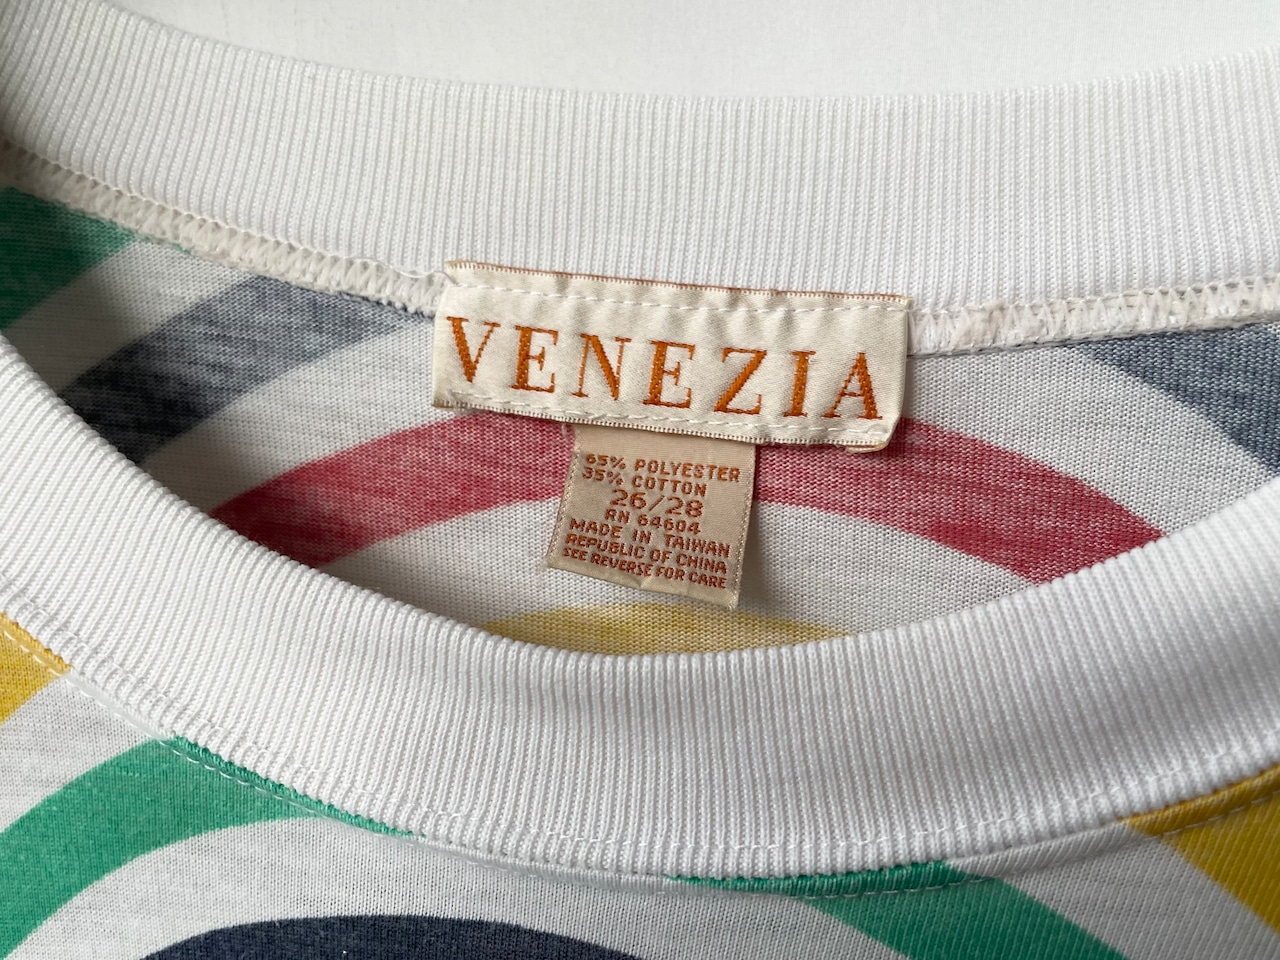 VENEZIA
65% POLYESTER
35% COTTON
26/28
RN 64604
MADE IN TAIWAN
REPUBLIC OF CHINA
SEE REVERSE FOR CARE